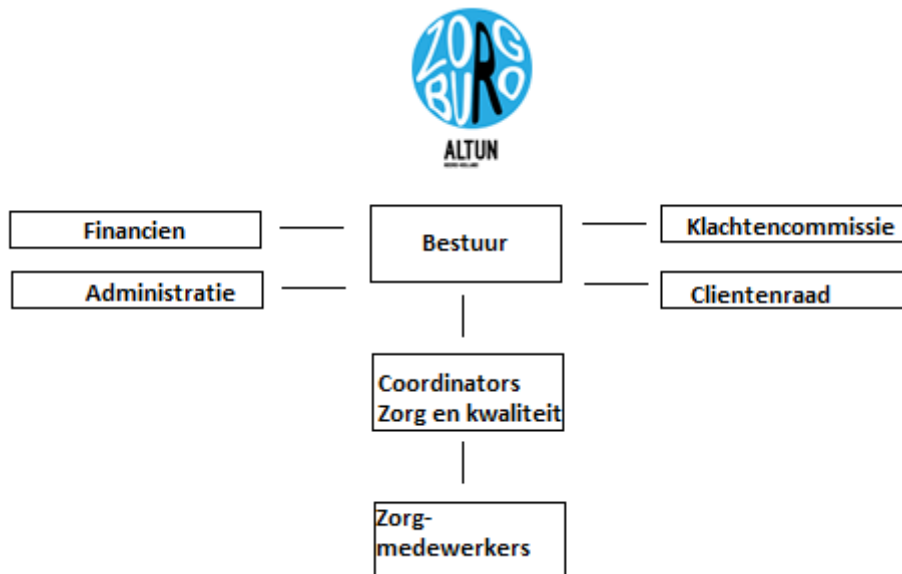 ZORG
BURO
ALTUN
Financien
Bestuur
Klachtencommissie
Administratie
Clientenraad
Coordinators
Zorg en kwaliteit
Zorg-
medewerkers